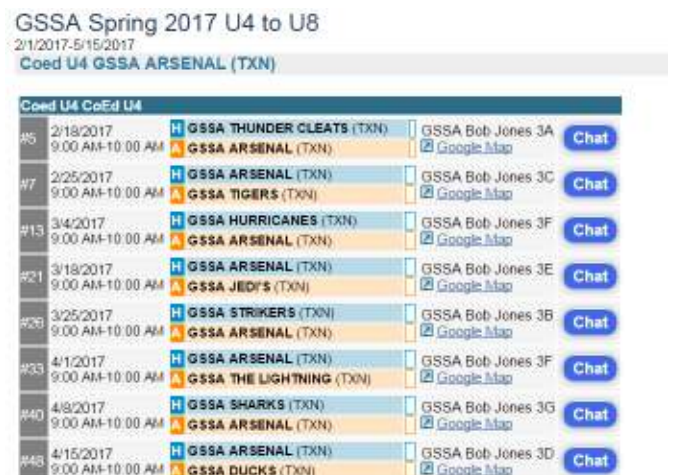 GSSA Spring 2017 U4 to U8
2/1/2017-5/15/2017
Coed U4 GSSA ARSENAL (TXN)
Coed U4 CoEd U4
#5 2/18/2017 H GSSA THUNDER CLEATS (TXN) GSSA Bob Jones 3A Chat
9:00 AM-10:00 AM A GSSA ARSENAL (TXN) Google Map
#7 2/25/2017 H GSSA ARSENAL (TXN) GSSA Bob Jones 3C Chat
9:00 AM-10:00 AM A GSSA TIGERS (TXN) Google Map
#13 3/4/2017 H GSSA HURRICANES (TXN) GSSA Bob Jones 3F Chat
9:00 AM-10:00 AM A GSSA ARSENAL (TXN) Google Map
#21 3/18/2017 H GSSA ARSENAL (TXN) GSSA Bob Jones 3E Chat
9:00 AM-10:00 AM A GSSA JEDI'S (TXN) Google Map
#26 3/25/2017 H GSSA STRIKERS (TXN) GSSA Bob Jones 3B Chat
9:00 AM-10:00 AM A GSSA ARSENAL (TXN) Google Map
#33 4/1/2017 H GSSA ARSENAL (TXN) GSSA Bob Jones 3F Chat
9:00 AM-10:00 AM A GSSA THE LIGHTNING (TXN) Google Map
#40 4/8/2017 H GSSA SHARKS (TXN) GSSA Bob Jones 3G Chat
9:00 AM-10:00 AM A GSSA ARSENAL (TXN) Google Map
#48 4/15/2017 H GSSA ARSENAL (TXN) GSSA Bob Jones 3D Chat
9:00 AM-10:00 AM A GSSA DUCKS (TXN) Google Map